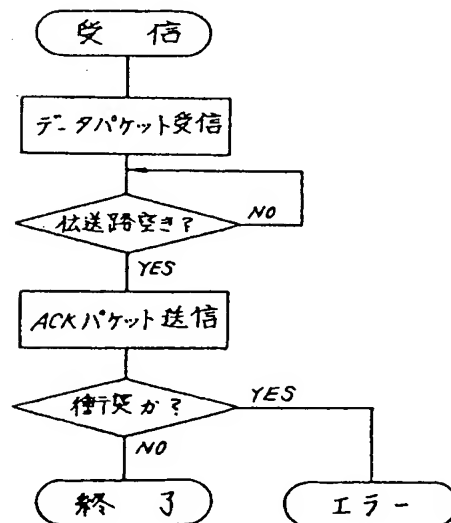 受信
データパケット受信
伝送路空き?
NO
YES
ACKパケット送信
衝突か?
YES
NO
終了
エラー